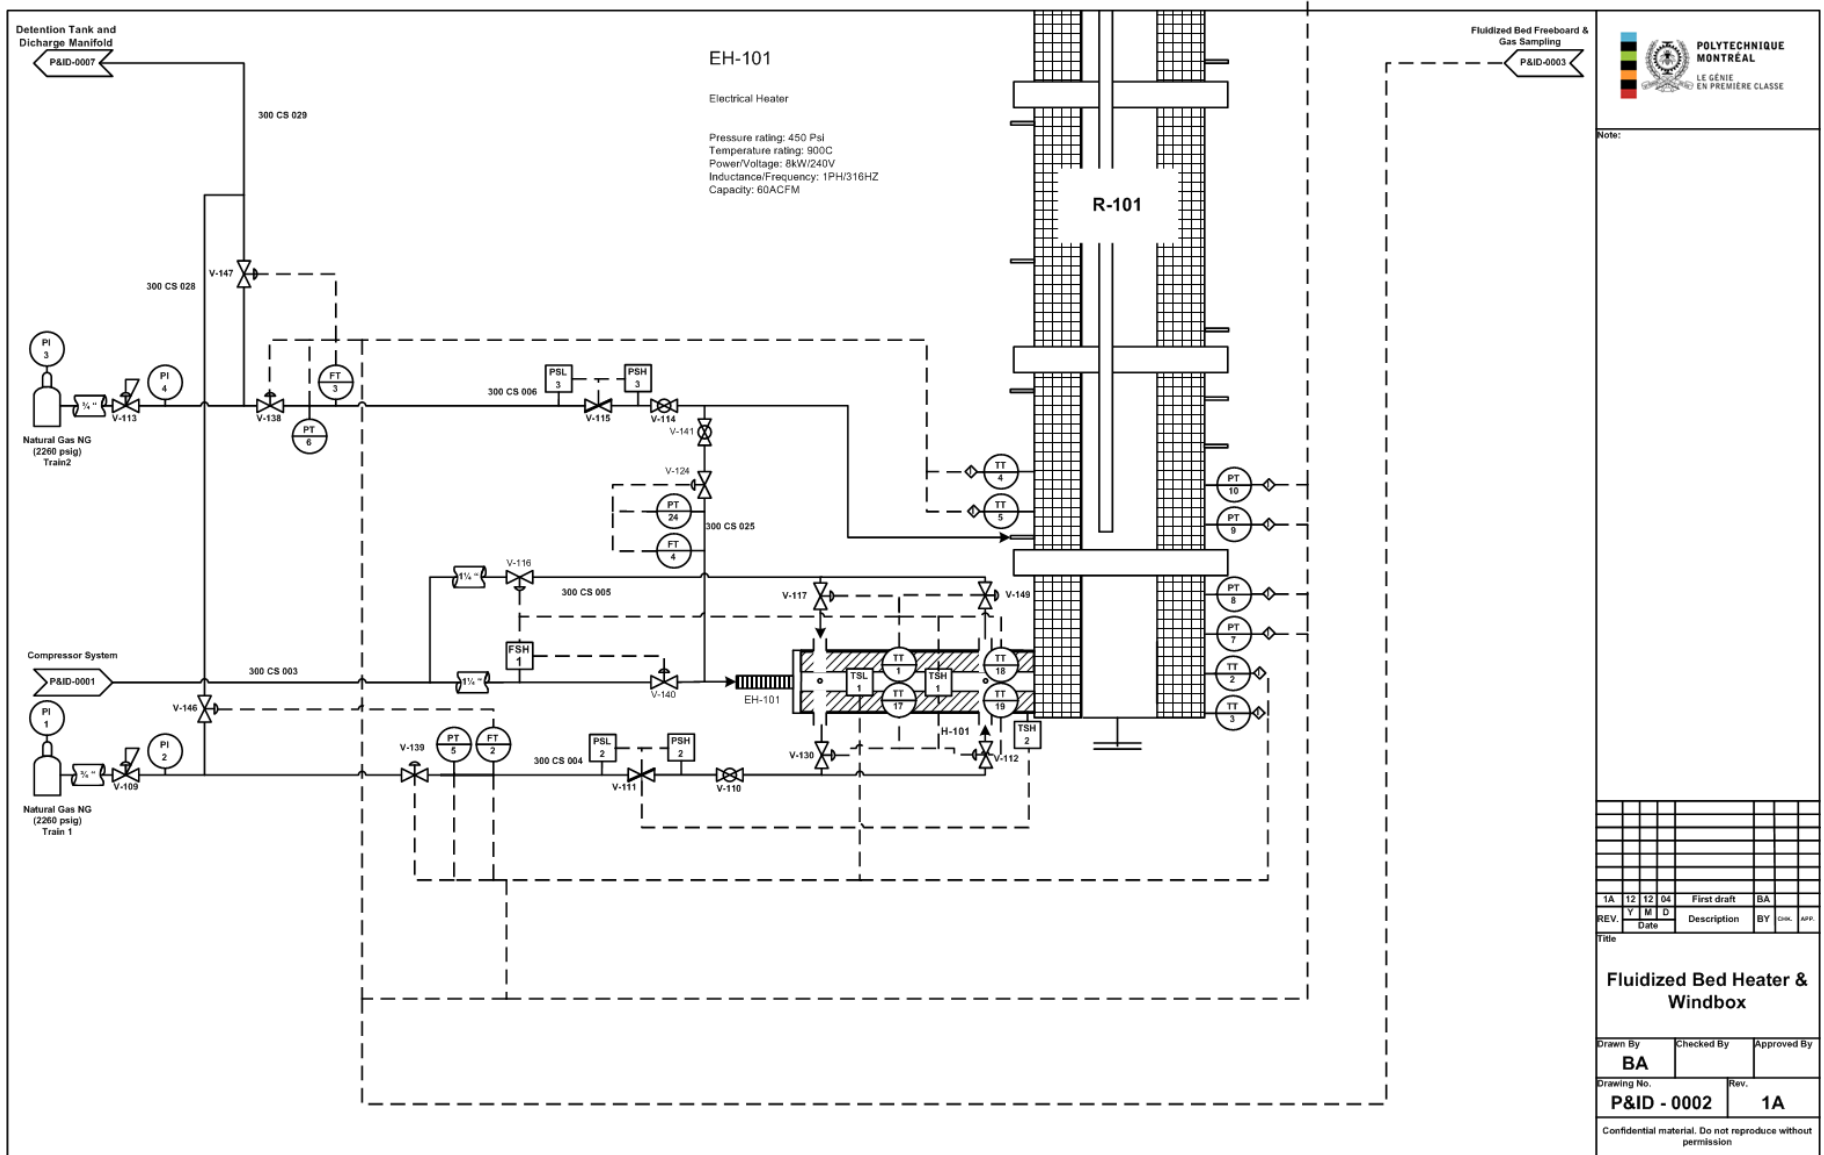 Detention Tank and
Dicharge Manifold
P&ID-0007
300 CS 029
EH-101
Electrical Heater
Pressure rating: 450 Psi
Temperature rating: 900C
Power/Voltage: 8kW/240V
Inductance/Frequency: 1PH/316HZ
Capacity: 60ACFM
R-101
Fluidized Bed Freeboard &
Gas Sampling
P&ID-0003
POLYTECHNIQUE
MONTRÉAL
LE GÉNIE
EN PREMIÈRE CLASSE
Note:
V-147
300 CS 028
PI
3
PI
4
¾ "
V-113
Natural Gas NG
(2260 psig)
Train2
V-138
FT
3
PT
6
300 CS 006
PSL
3
PSH
3
V-115
V-114
V-141
V-124
PT
24
300 CS 025
FT
4
TT
4
TT
5
PT
10
PT
9
PT
8
PT
7
TT
2
TT
3
V-116
1¼ "
300 CS 005
V-117
V-149
Compressor System
P&ID-0001
300 CS 003
1¼ "
FSH
1
V-140
EH-101
TSL
1
TT
1
TSH
1
TT
18
TT
17
TT
19
H-101
TSH
2
V-146
PI
1
PI
2
¾ "
V-109
Natural Gas NG
(2260 psig)
Train 1
V-139
PT
5
FT
2
300 CS 004
PSL
2
PSH
2
V-111
V-110
V-130
V-112
1A 12 12 04 First draft BA
REV. Y M D Description BY CHK. APP.
Date
Title
Fluidized Bed Heater &
Windbox
Drawn By Checked By Approved By
BA
Drawing No. Rev.
P&ID - 0002 1A
Confidential material. Do not reproduce without
permission